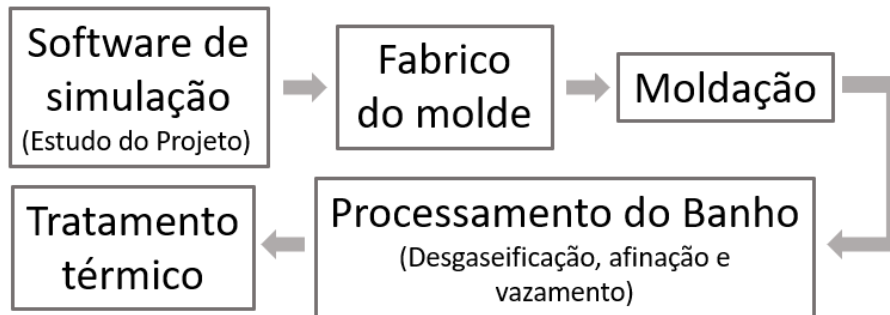 Software de
simulação
(Estudo do Projeto)
Fabrico
do molde
Moldação
Processamento do Banho
(Desgaseificação, afinação e
vazamento)
Tratamento
térmico